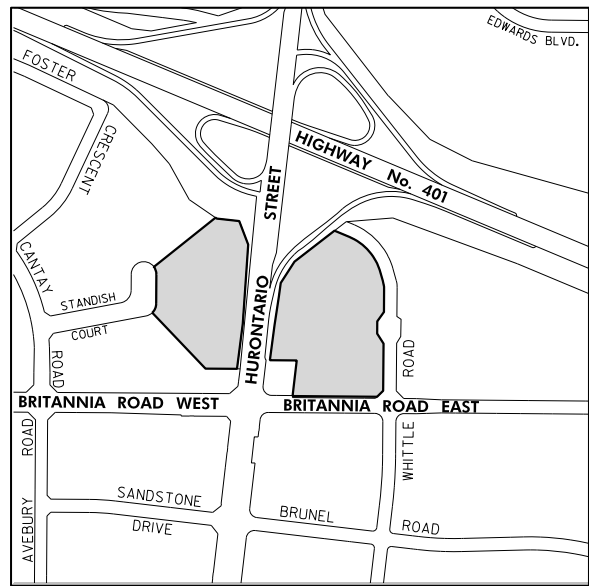 EDWARDS BLVD.
FOSTER
CRESCENT
HIGHWAY No. 401
HURONTARIO STREET
CANTAY
ROAD
STANDISH
COURT
BRITANNIA ROAD WEST
BRITANNIA ROAD EAST
WHITTLE
ROAD
AVEBURY
ROAD
SANDSTONE
DRIVE
BRUNEL
ROAD